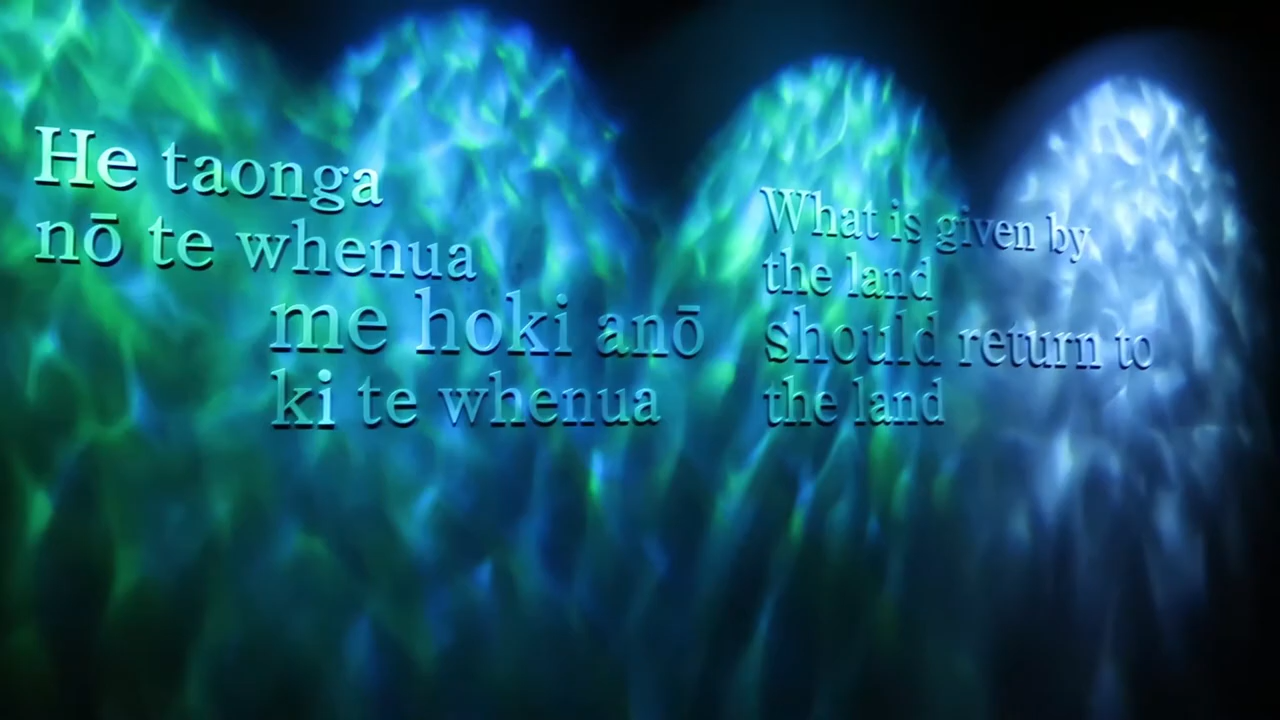 He taonga
nō te whenua
me hoki anō
ki te whenua
What is given by
the land
should return to
the land